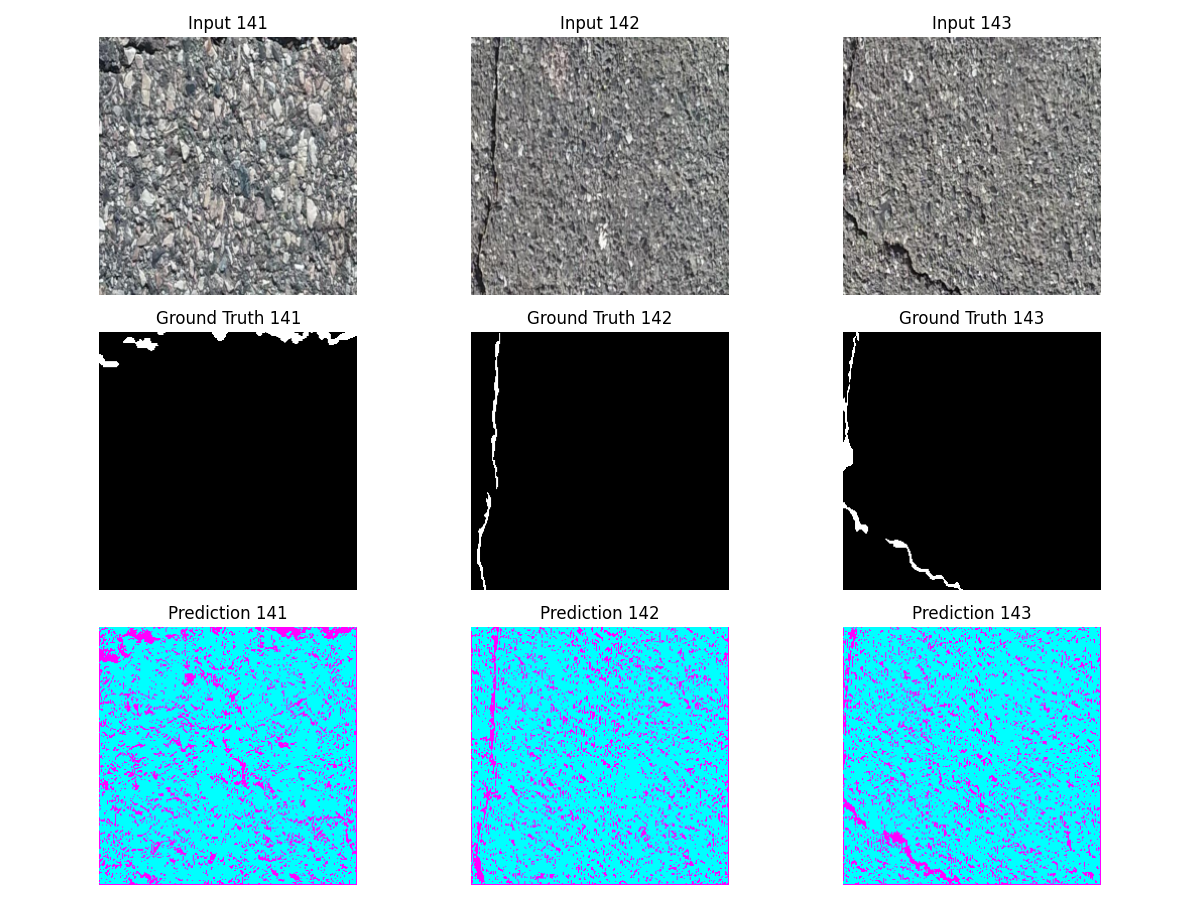 Input 141
Input 142
Input 143
Ground Truth 141
Ground Truth 142
Ground Truth 143
Prediction 141
Prediction 142
Prediction 143